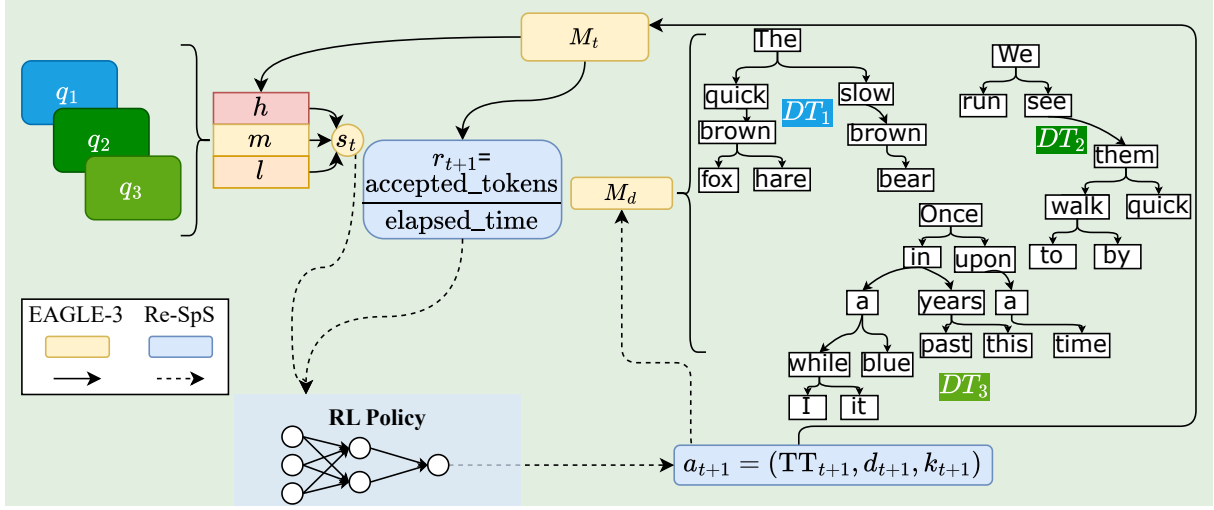 q_1
q_2
q_3
h
m
l
s_t
M_t
r_{t+1}=
accepted_tokens
elapsed_time
M_d
The
quick
slow
DT_1
brown
brown
fox
hare
bear
We
run
see
DT_2
them
walk
quick
to
by
Once
in
upon
a
years
a
while
blue
past
this
time
I
it
DT_3
EAGLE-3
Re-SpS
RL Policy
a_{t+1} = (TT_{t+1}, d_{t+1}, k_{t+1})